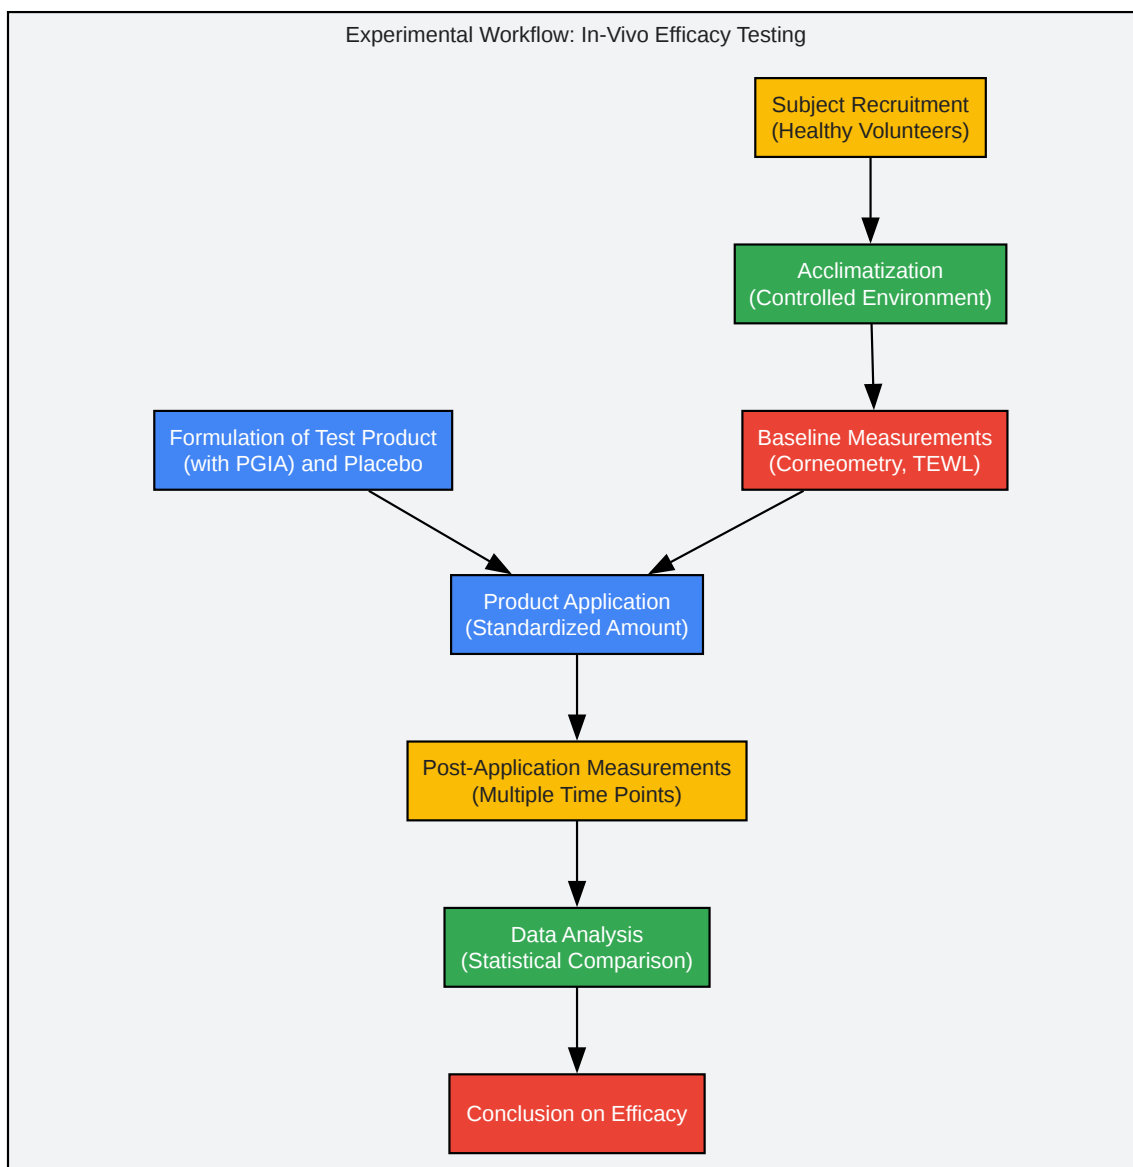 Experimental Workflow: In-Vivo Efficacy Testing
Subject Recruitment
(Healthy Volunteers)
Acclimatization
(Controlled Environment)
Formulation of Test Product
(with PGIA) and Placebo
Baseline Measurements
(Corneometry, TEWL)
Product Application
(Standardized Amount)
Post-Application Measurements
(Multiple Time Points)
Data Analysis
(Statistical Comparison)
Conclusion on Efficacy